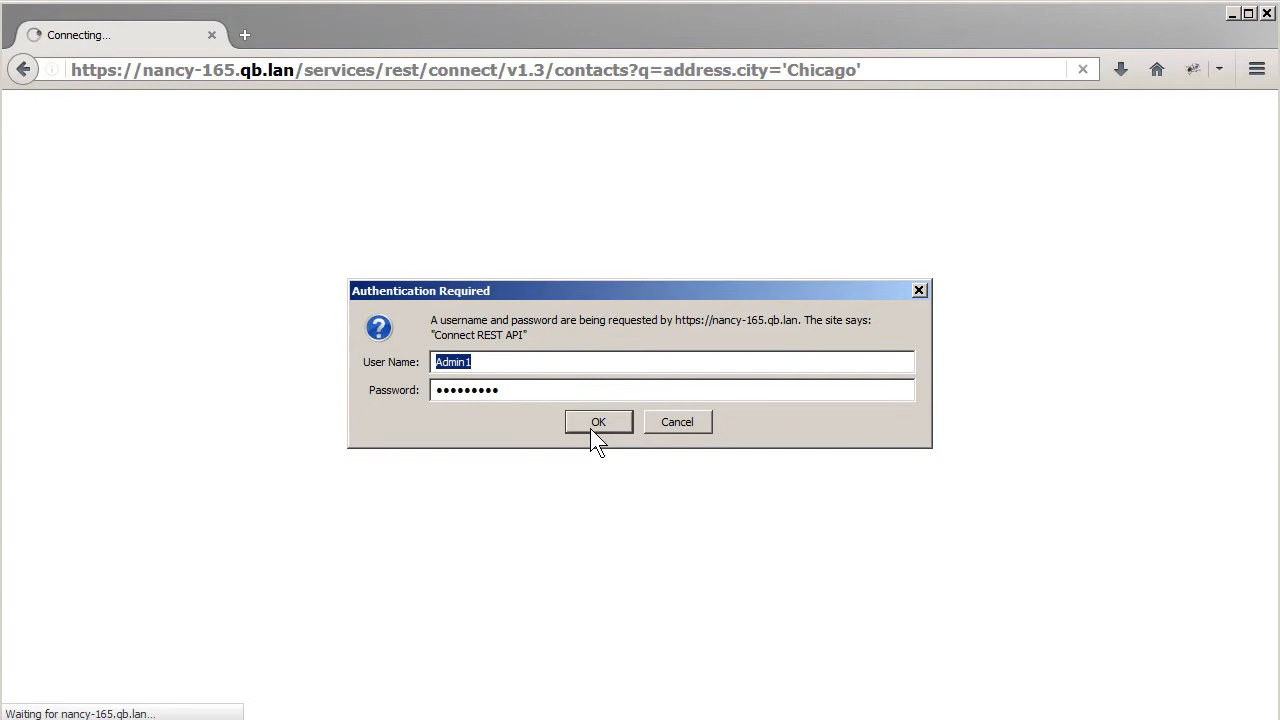 Connecting...
https://nancy-165.qb.lan/services/rest/connect/v1.3/contacts?q=address.city='Chicago'
Authentication Required
A username and password are being requested by https://nancy-165.qb.lan. The site says:
"Connect REST API"
User Name: Admin1
Password: •••••••••
OK Cancel
Waiting for nancy-165.qb.lan...